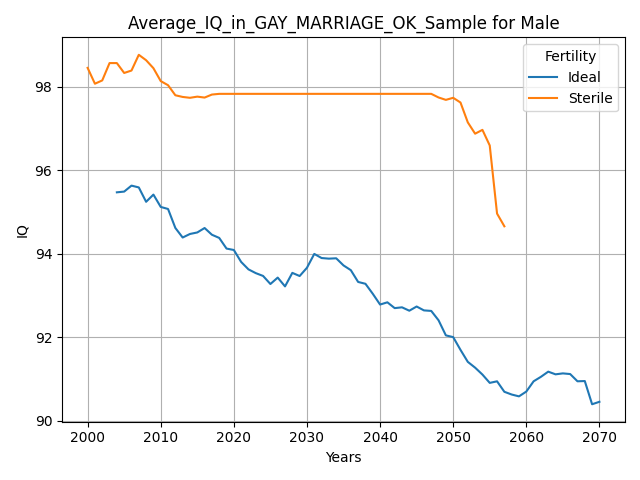 Average_IQ_in_GAY_MARRIAGE_OK_Sample for Male
Fertility
Ideal
Sterile
98
96
94
92
90
IQ
2000 2010 2020 2030 2040 2050 2060 2070
Years